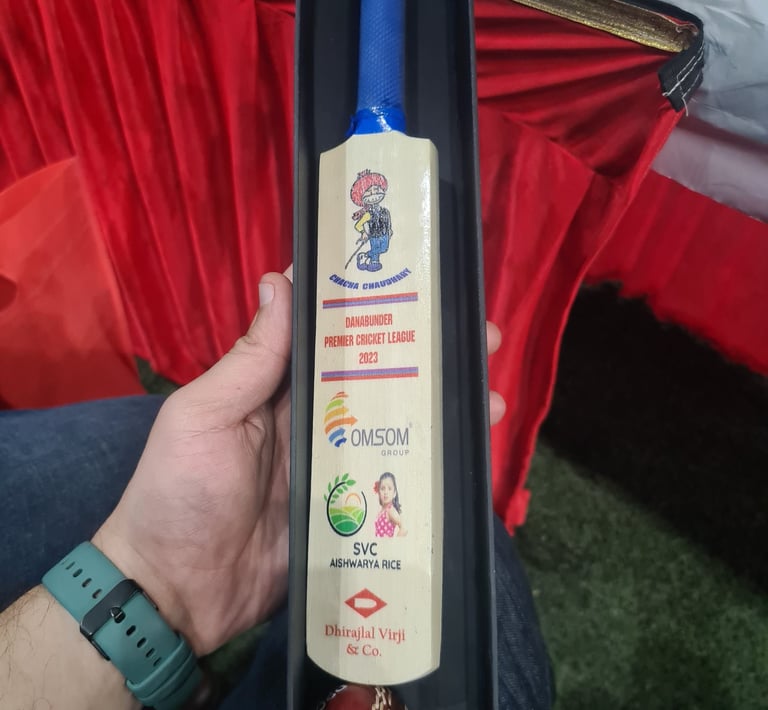 CHACHA CHAUDHARY
DANABUNDER
PREMIER CRICKET LEAGUE
2023
OMSOM
GROUP
SVC
AISHWARYA RICE
Dhirajlal Virji
& Co.